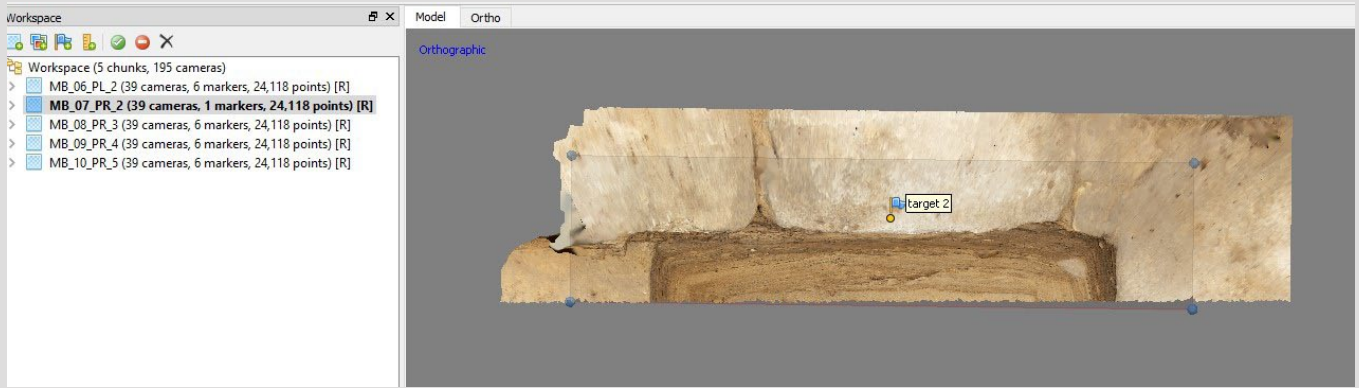 Workspace
Model Ortho
Orthographic
Workspace (5 chunks, 195 cameras)
MB_06_PL_2 (39 cameras, 6 markers, 24,118 points) [R]
MB_07_PR_2 (39 cameras, 1 markers, 24,118 points) [R]
MB_08_PR_3 (39 cameras, 6 markers, 24,118 points) [R]
MB_09_PR_4 (39 cameras, 6 markers, 24,118 points) [R]
MB_10_PR_5 (39 cameras, 6 markers, 24,118 points) [R]
target 2